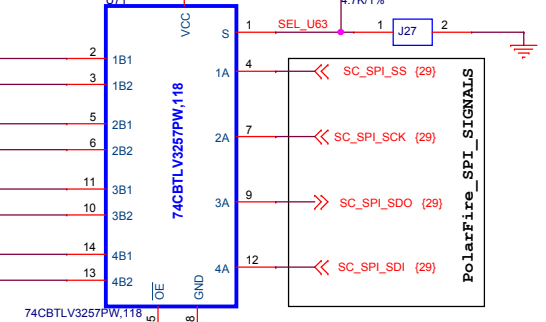 4.7K/1%
VCC
S
1
SEL_U63
1
J27
2
2
1B1
1A
4
SC_SPI_SS {29}
3
1B2
5
2B1
2A
7
SC_SPI_SCK {29}
6
2B2
74CBTLV3257PW,118
11
3B1
3A
9
SC_SPI_SDO {29}
10
3B2
14
4B1
4A
12
SC_SPI_SDI {29}
13
4B2
PolarFire_SPI_SIGNALS
OE
GND
74CBTLV3257PW,118
8